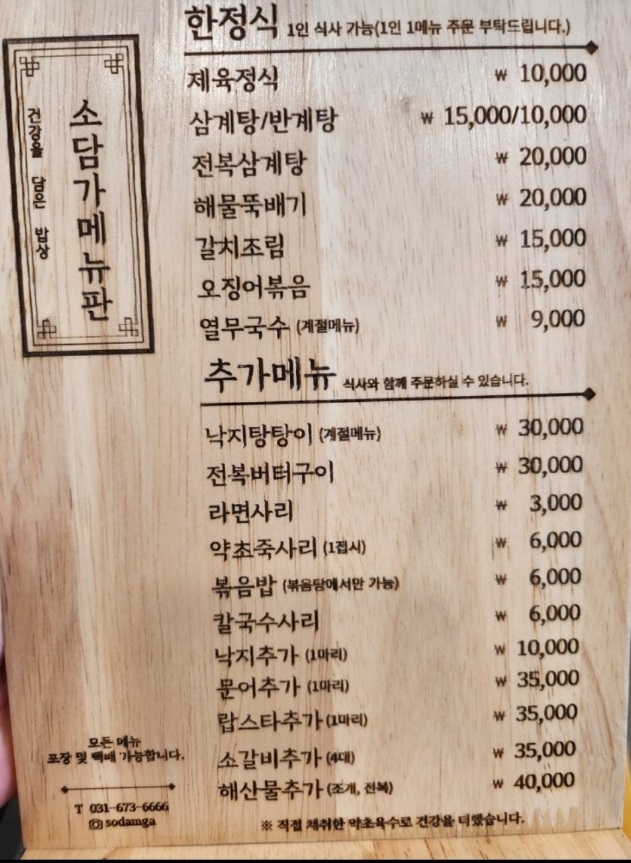 소담가메뉴판
건강을 담은 밥상
한정식 1인 식사 가능(1인 1메뉴 주문 부탁드립니다.)
제육정식 ₩ 10,000
삼계탕/반계탕 ₩ 15,000/10,000
전복삼계탕 ₩ 20,000
해물뚝배기 ₩ 20,000
갈치조림 ₩ 15,000
오징어볶음 ₩ 15,000
열무국수 (계절메뉴) ₩ 9,000
추가메뉴 식사와 함께 주문하실 수 있습니다.
낙지탕탕이 (계절메뉴) ₩ 30,000
전복버터구이 ₩ 30,000
라면사리 ₩ 3,000
약초죽사리 (1접시) ₩ 6,000
볶음밥 (볶음탕에서만 가능) ₩ 6,000
칼국수사리 ₩ 6,000
낙지추가 (1마리) ₩ 10,000
문어추가 (1마리) ₩ 35,000
랍스타추가 (1마리) ₩ 35,000
소갈비추가 (4대) ₩ 35,000
해산물추가 (조개, 전복) ₩ 40,000
※ 직접 채취한 약초육수로 건강을 더했습니다.
모든 메뉴
포장 및 택배 가능합니다.
T 031-673-6666
sodamga